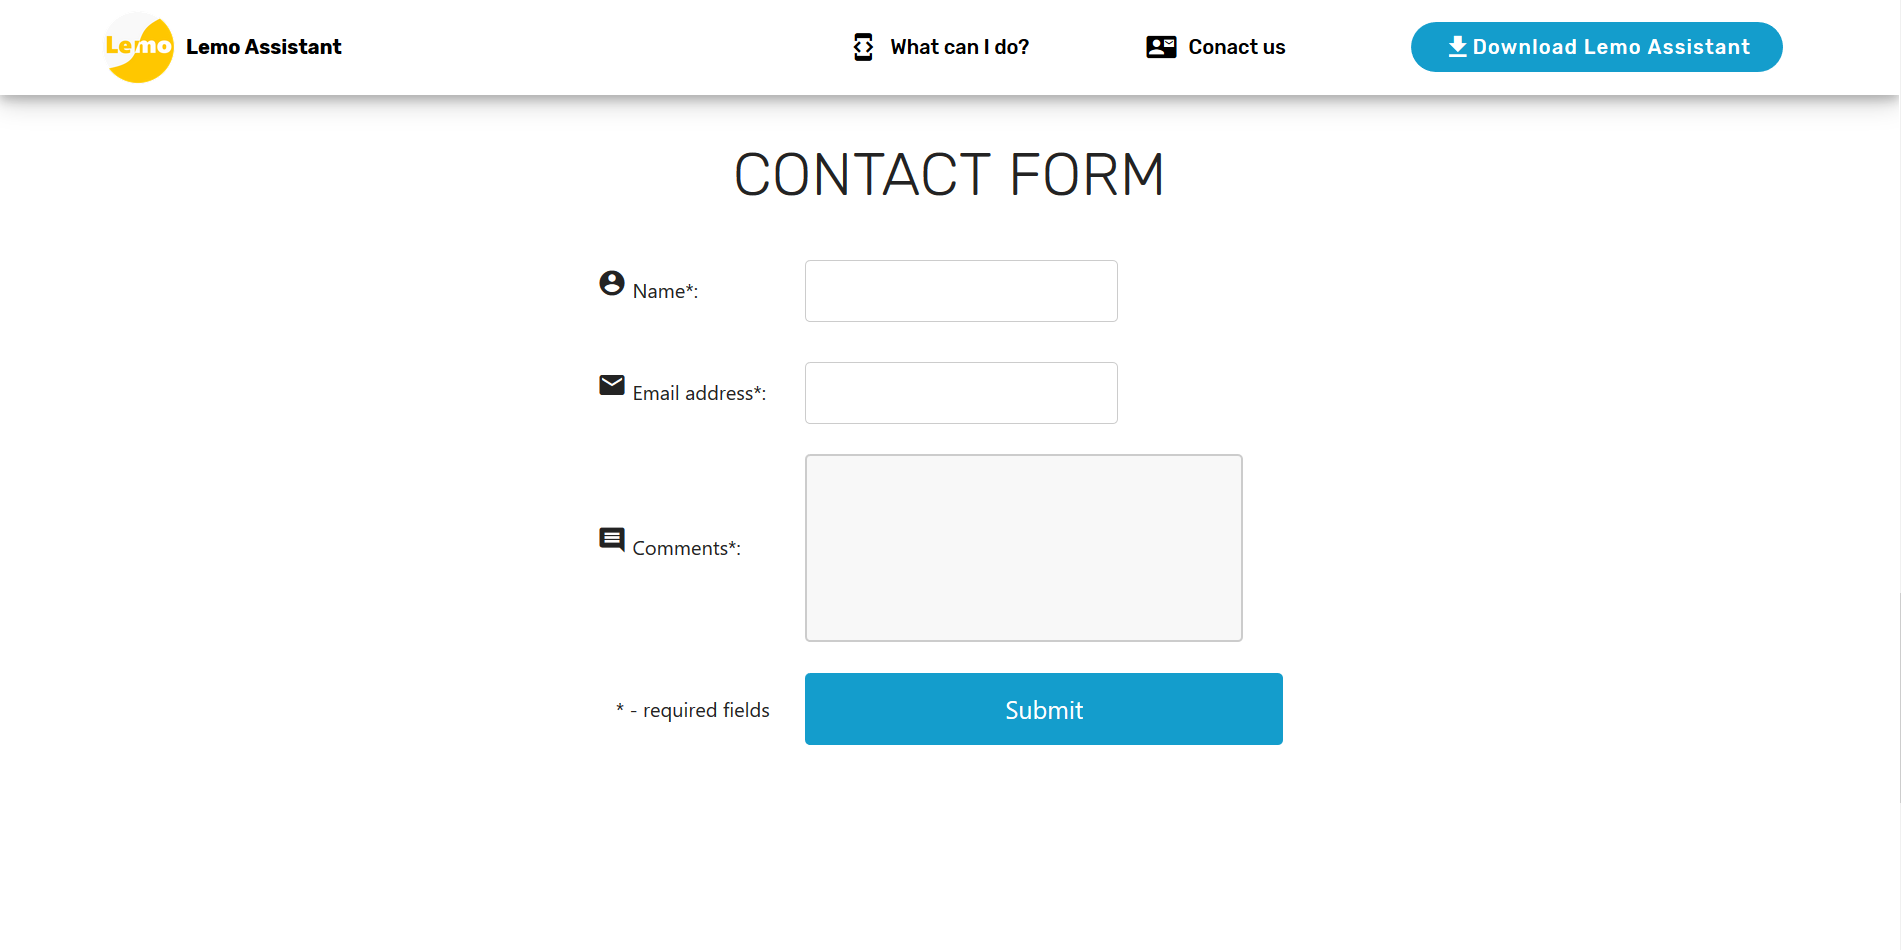 Lemo
Lemo Assistant
What can I do?
Conact us
Download Lemo Assistant
CONTACT FORM
Name*:
Email address*:
Comments*:
* - required fields
Submit